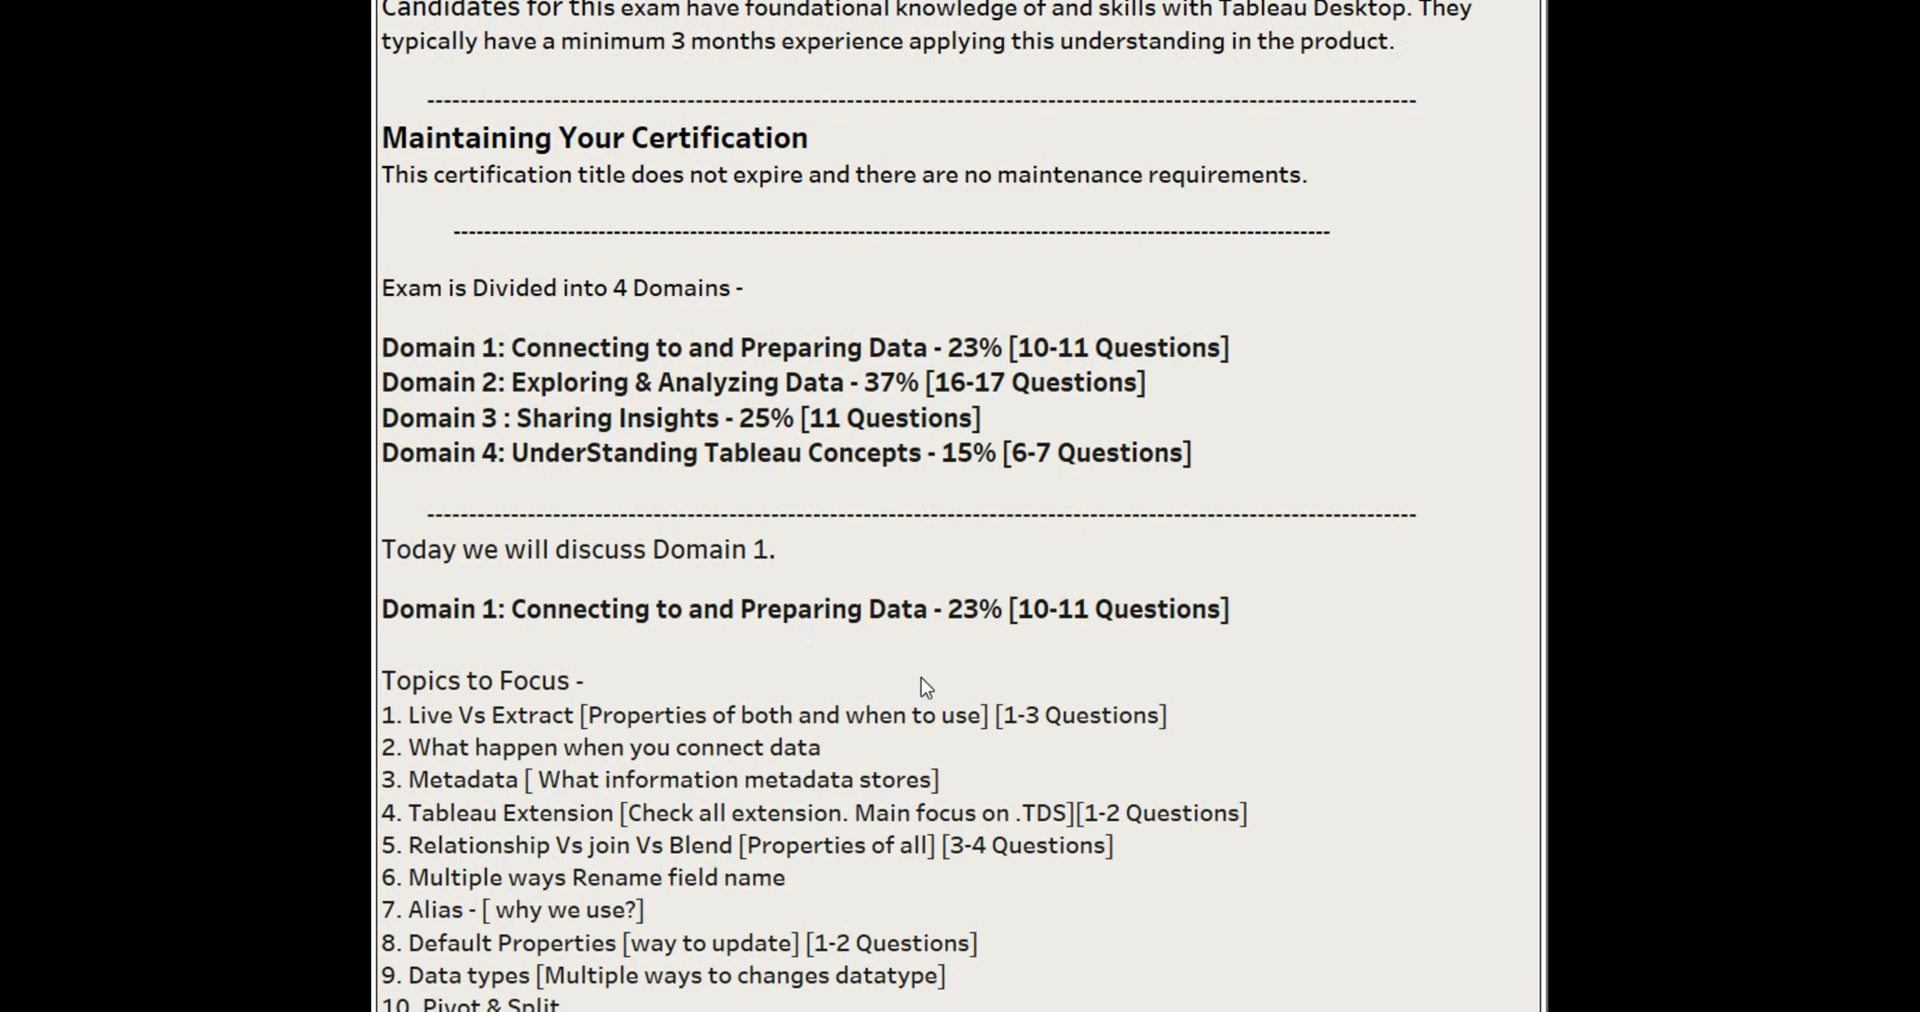 Candidates for this exam have foundational knowledge of and skills with Tableau Desktop. They
typically have a minimum 3 months experience applying this understanding in the product.
-----------------------------------------------------------------------------------------------------------------------
Maintaining Your Certification
This certification title does not expire and there are no maintenance requirements.
-----------------------------------------------------------------------------------------------------------------
Exam is Divided into 4 Domains -
Domain 1: Connecting to and Preparing Data - 23% [10-11 Questions]
Domain 2: Exploring & Analyzing Data - 37% [16-17 Questions]
Domain 3 : Sharing Insights - 25% [11 Questions]
Domain 4: UnderStanding Tableau Concepts - 15% [6-7 Questions]
-----------------------------------------------------------------------------------------------------------------------
Today we will discuss Domain 1.
Domain 1: Connecting to and Preparing Data - 23% [10-11 Questions]
Topics to Focus -
1. Live Vs Extract [Properties of both and when to use] [1-3 Questions]
2. What happen when you connect data
3. Metadata [ What information metadata stores]
4. Tableau Extension [Check all extension. Main focus on .TDS][1-2 Questions]
5. Relationship Vs join Vs Blend [Properties of all] [3-4 Questions]
6. Multiple ways Rename field name
7. Alias - [ why we use?]
8. Default Properties [way to update] [1-2 Questions]
9. Data types [Multiple ways to changes datatype]
10. Pivot & Split